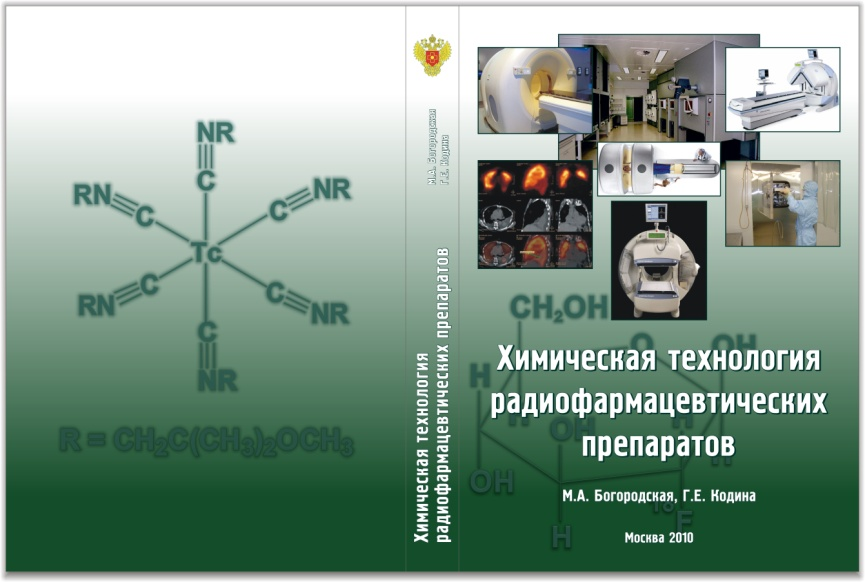 NR
C
RN
C
C
NR
Tc
RN
C
C
NR
C
NR
R = CH₂C(CH₃)₂OCH₃
М.А. Богородская
Г.Е. Кодина
Химическая технология
радиофармацевтических препаратов
CH₂OH
O
OH
H
Химическая технология
радиофармацевтических
препаратов
OH
H
OH
H
М.А. Богородская, Г.Е. Кодина
18
F
H
Москва 2010